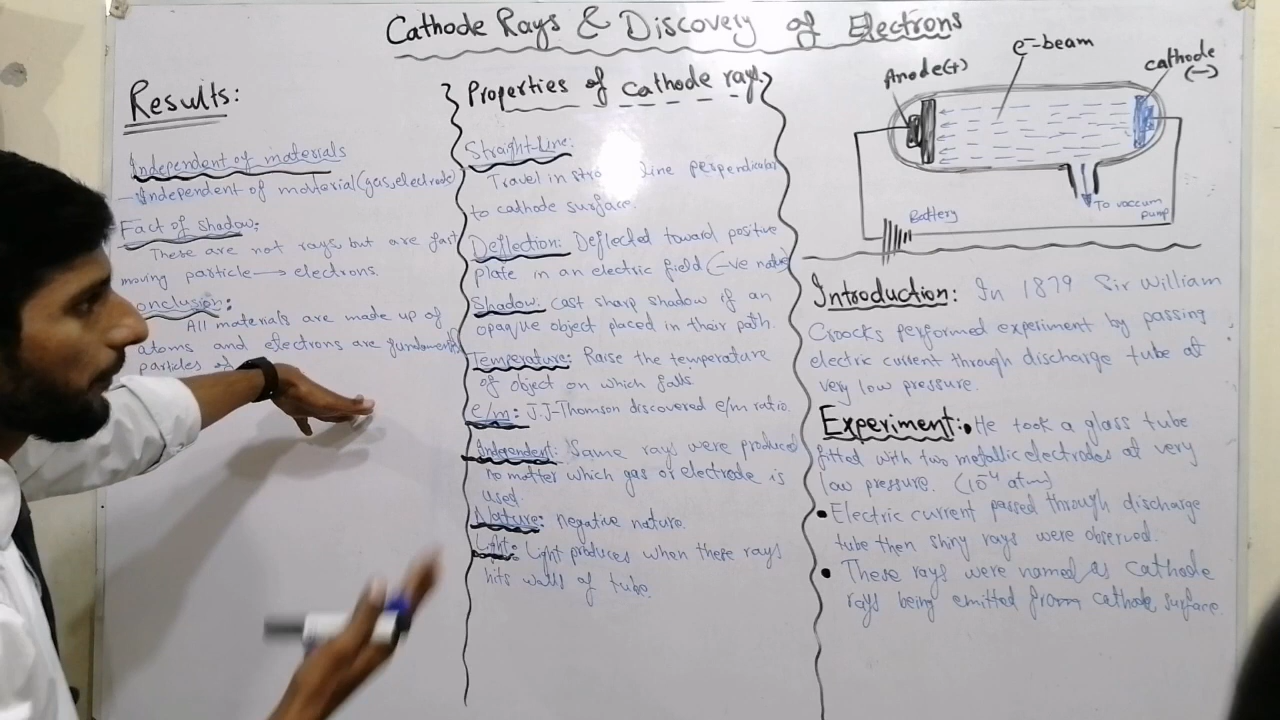 Cathode Rays & Discovery of Electrons
Results:
Independent of materials
- Independent of material (gas, electrode)
Fact of shadow:
These are not rays but are fast
moving particle → electrons.
onclusion:
All materials are made up of
atoms and electrons are fundamental
particles of
Properties of cathode rays.
Straight-Line:
Travel in line perpendicular
to cathode surface.
Deflection: Deflected toward positive
plate in an electric field (-ve nature)
Shadow: Cast sharp shadow if an
opaque object placed in their path.
Temperature: Raise the temperature
of object on which falls.
e/m: J.J-Thomson discovered e/m ratio.
Independent: Same rays were produced
no matter which gas or electrode is
used.
Nature: negative nature.
Light: Light produces when these rays
hits walls of tube.
e⁻-beam
Anode(+)
cathode
(-)
Battery
To vaccum
pump
Introduction: In 1879 Sir William
Croocks performed experiment by passing
electric current through discharge tube at
very low pressure.
Experiment: • He took a glass tube
fitted with two metallic electrodes at very
low pressure. (10⁻⁴ atm)
• Electric current passed through discharge
tube then shiny rays were observed.
• These rays were named as cathode
rays being emitted from cathode surface.